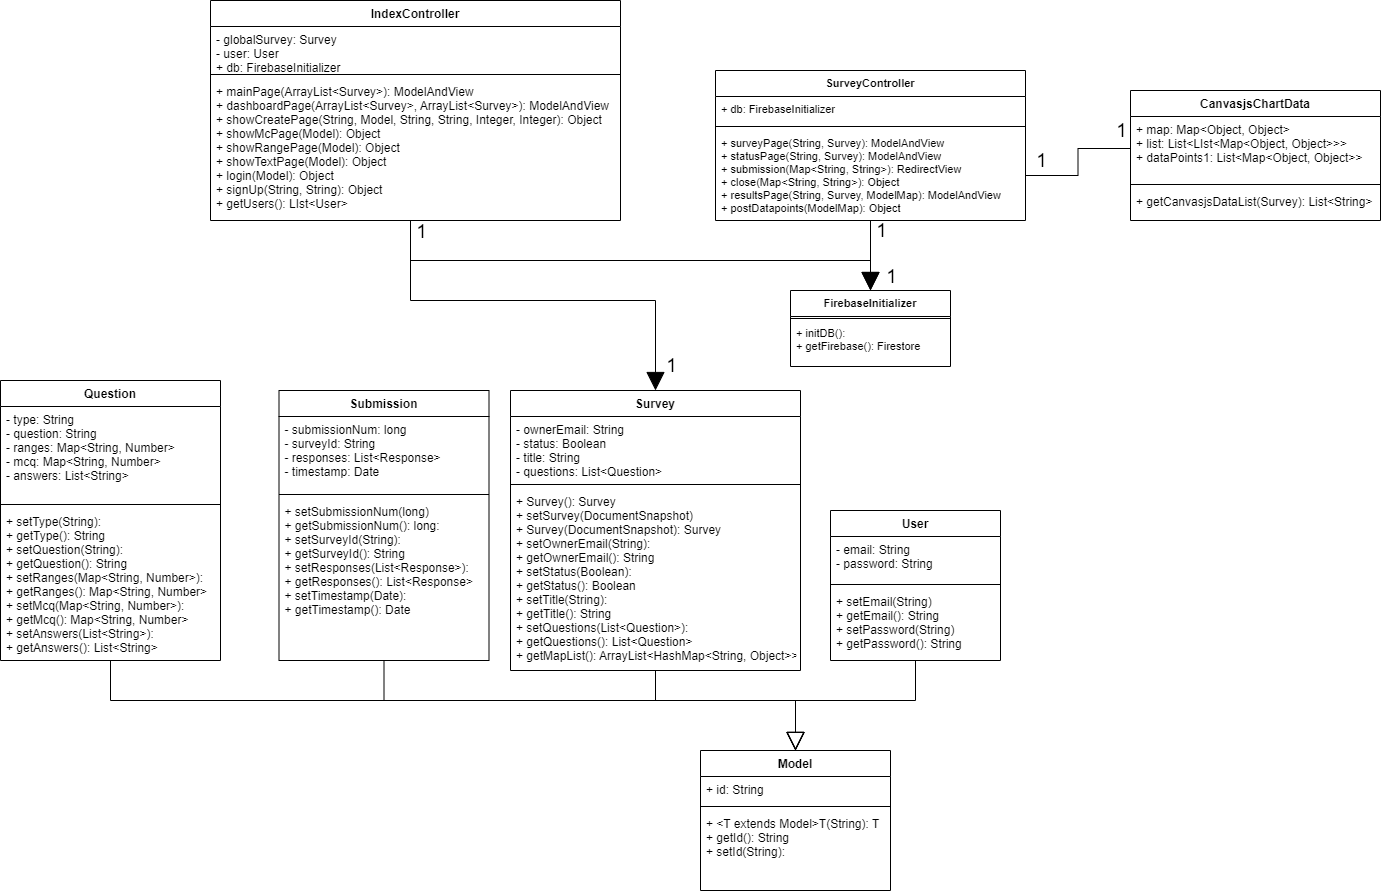 IndexController
- globalSurvey: Survey
- user: User
+ db: FirebaseInitializer
+ mainPage(ArrayList<Survey>): ModelAndView
+ dashboardPage(ArrayList<Survey>, ArrayList<Survey>): ModelAndView
+ showCreatePage(String, Model, String, String, Integer, Integer): Object
+ showMcPage(Model): Object
+ showRangePage(Model): Object
+ showTextPage(Model): Object
+ login(Model): Object
+ signUp(String, String): Object
+ getUsers(): LIst<User>
SurveyController
+ db: FirebaseInitializer
+ surveyPage(String, Survey): ModelAndView
+ statusPage(String, Survey): ModelAndView
+ submission(Map<String, String>): RedirectView
+ close(Map<String, String>): Object
+ resultsPage(String, Survey, ModelMap): ModelAndView
+ postDatapoints(ModelMap): Object
CanvasjsChartData
+ map: Map<Object, Object>
+ list: List<LIst<Map<Object, Object>>>
+ dataPoints1: List<Map<Object, Object>>
+ getCanvasjsDataList(Survey): List<String>
1
1
1
1
1
FirebaseInitializer
+ initDB():
+ getFirebase(): Firestore
1
Question
- type: String
- question: String
- ranges: Map<String, Number>
- mcq: Map<String, Number>
- answers: List<String>
+ setType(String):
+ getType(): String
+ setQuestion(String):
+ getQuestion(): String
+ setRanges(Map<String, Number>):
+ getRanges(): Map<String, Number>
+ setMcq(Map<String, Number>):
+ getMcq(): Map<String, Number>
+ setAnswers(List<String>):
+ getAnswers(): List<String>
Submission
- submissionNum: long
- surveyId: String
- responses: List<Response>
- timestamp: Date
+ setSubmissionNum(long)
+ getSubmissionNum(): long:
+ setSurveyId(String):
+ getSurveyId(): String
+ setResponses(List<Response>):
+ getResponses(): List<Response>
+ setTimestamp(Date):
+ getTimestamp(): Date
Survey
- ownerEmail: String
- status: Boolean
- title: String
- questions: List<Question>
+ Survey(): Survey
+ setSurvey(DocumentSnapshot)
+ Survey(DocumentSnapshot): Survey
+ setOwnerEmail(String):
+ getOwnerEmail(): String
+ setStatus(Boolean):
+ getStatus(): Boolean
+ setTitle(String):
+ getTitle(): String
+ setQuestions(List<Question>):
+ getQuestions(): List<Question>
+ getMapList(): ArrayList<HashMap<String, Object>>
User
- email: String
- password: String
+ setEmail(String)
+ getEmail(): String
+ setPassword(String)
+ getPassword(): String
Model
+ id: String
+ <T extends Model>T(String): T
+ getId(): String
+ setId(String):